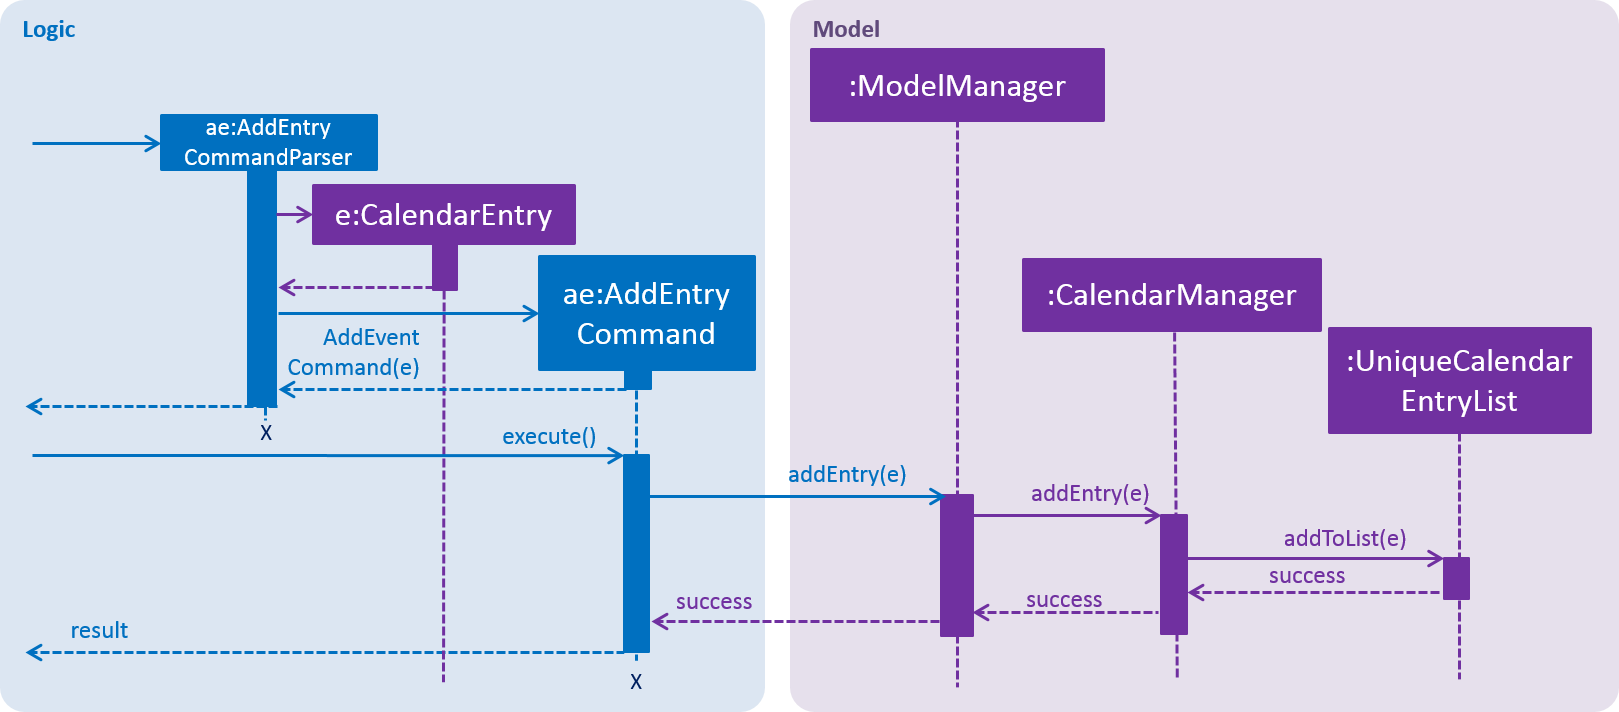 Logic
Model
:ModelManager
ae:AddEntry
CommandParser
e:CalendarEntry
ae:AddEntry
Command
:CalendarManager
AddEvent
Command(e)
:UniqueCalendar
EntryList
X
execute()
addEntry(e)
addEntry(e)
addToList(e)
success
success
success
result
X